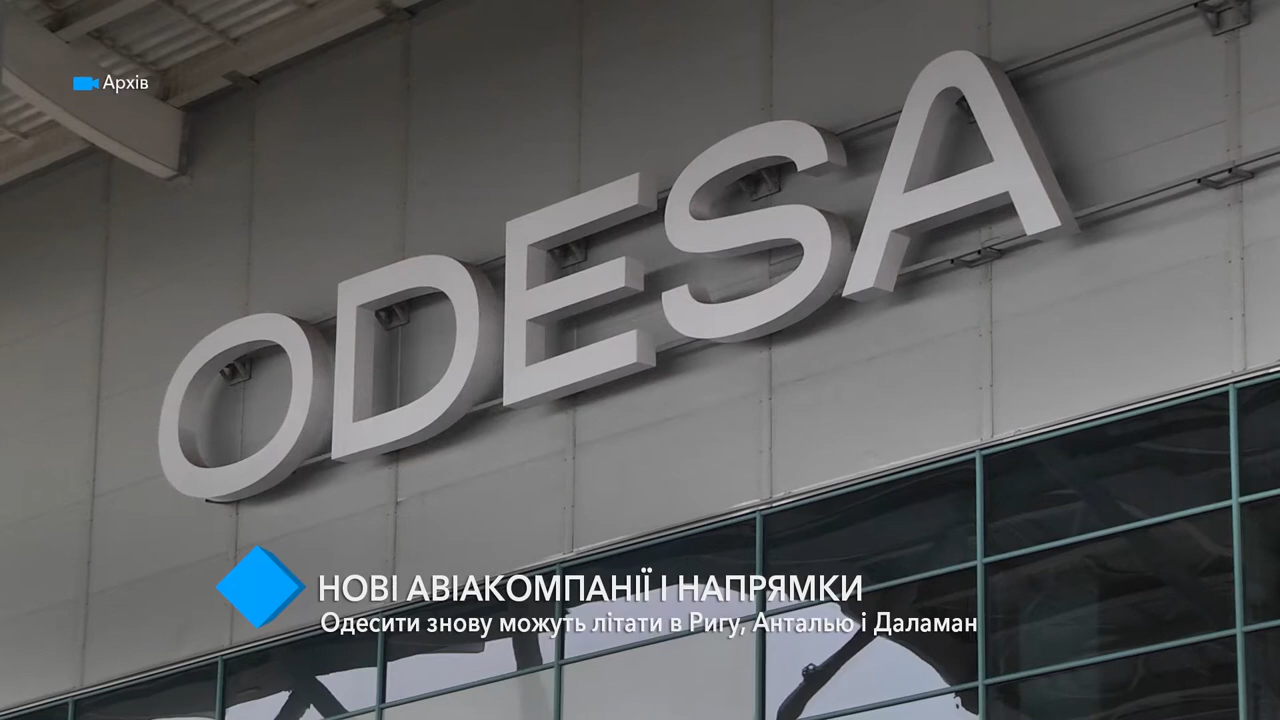 Архів
ODESA
НОВІ АВІАКОМПАНІЇ І НАПРЯМКИ
Одесити знову можуть літати в Ригу, Анталью і Даламан